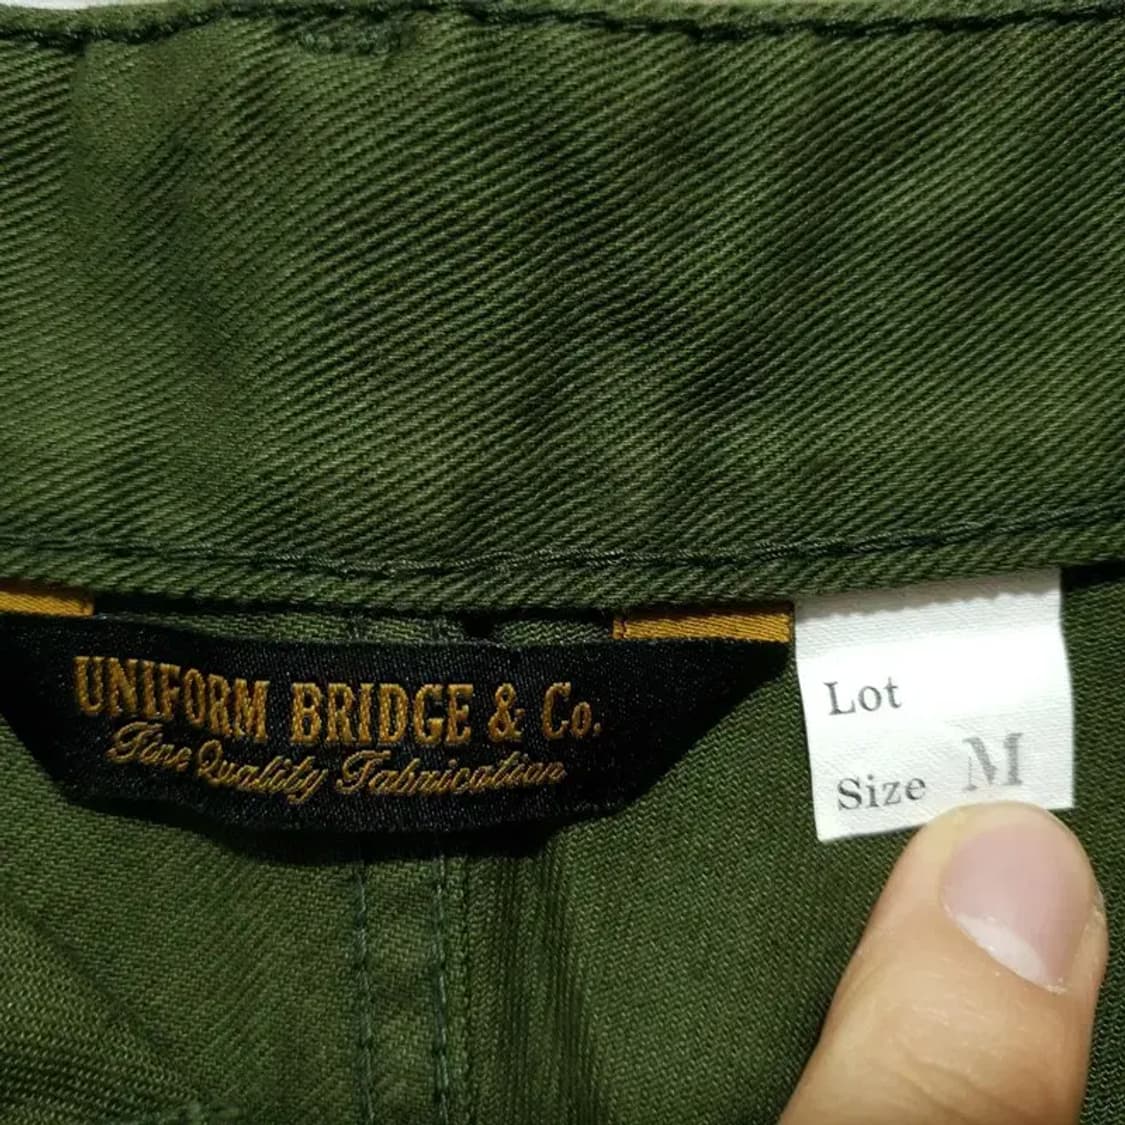 UNIFORM BRIDGE & Co.
Fine Quality Fabrication
Lot
Size M